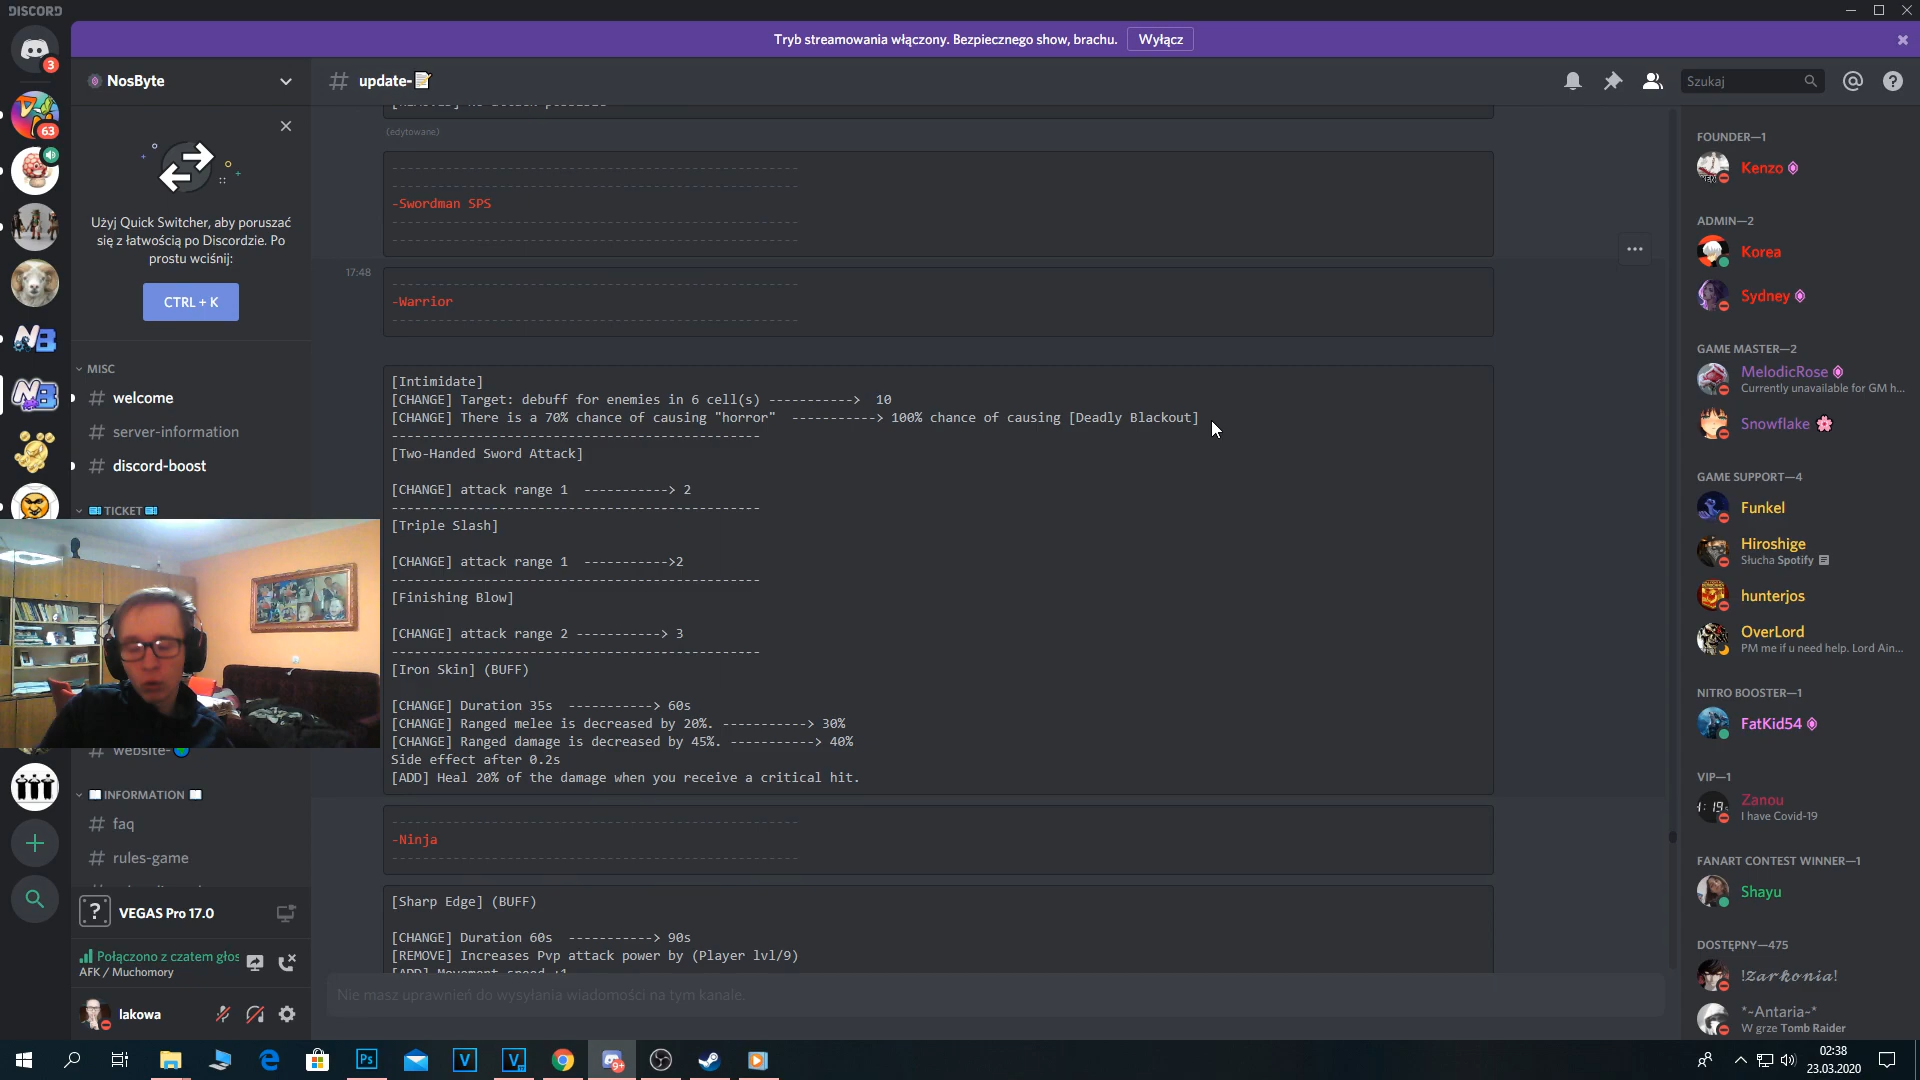 DISCORD
Tryb streamowania włączony. Bezpiecznego show, brachu.
Wyłącz
3
63
NosByte
update-
Szukaj
Użyj Quick Switcher, aby poruszać
się z łatwością po Discordzie. Po
prostu wciśnij:
CTRL + K
MISC
welcome
server-information
discord-boost
TICKET
website-
INFORMATION
faq
rules-game
VEGAS Pro 17.0
Połączono z czatem głos
AFK / Muchomory
lakowa
(edytowane)
-Swordman SPS
17:48
-Warrior
[Intimidate]
[CHANGE] Target: debuff for enemies in 6 cell(s) -----------> 10
[CHANGE] There is a 70% chance of causing "horror" -----------> 100% chance of causing [Deadly Blackout]
------------------------------------------------
[Two-Handed Sword Attack]
[CHANGE] attack range 1 -----------> 2
------------------------------------------------
[Triple Slash]
[CHANGE] attack range 1 ----------->2
------------------------------------------------
[Finishing Blow]
[CHANGE] attack range 2 -----------> 3
------------------------------------------------
[Iron Skin] (BUFF)
[CHANGE] Duration 35s -----------> 60s
[CHANGE] Ranged melee is decreased by 20%. -----------> 30%
[CHANGE] Ranged damage is decreased by 45%. -----------> 40%
Side effect after 0.2s
[ADD] Heal 20% of the damage when you receive a critical hit.
-Ninja
[Sharp Edge] (BUFF)
[CHANGE] Duration 60s -----------> 90s
[REMOVE] Increases Pvp attack power by (Player lvl/9)
[ADD] Movement speed +1
Nie masz uprawnień do wysyłania wiadomości na tym kanale.
FOUNDER—1
Kenzo
ADMIN—2
Korea
Sydney
GAME MASTER—2
MelodicRose
Currently unavailable for GM h...
Snowflake
GAME SUPPORT—4
Funkel
Hiroshige
Słucha Spotify
hunterjos
OverLord
PM me if u need help. Lord Ain...
NITRO BOOSTER—1
FatKid54
VIP—1
Zanou
I have Covid-19
FANART CONTEST WINNER—1
Shayu
DOSTĘPNY—475
!Zarkonia!
*~Antaria~*
W grze Tomb Raider
Ps
V
V
9+
02:38
23.03.2020